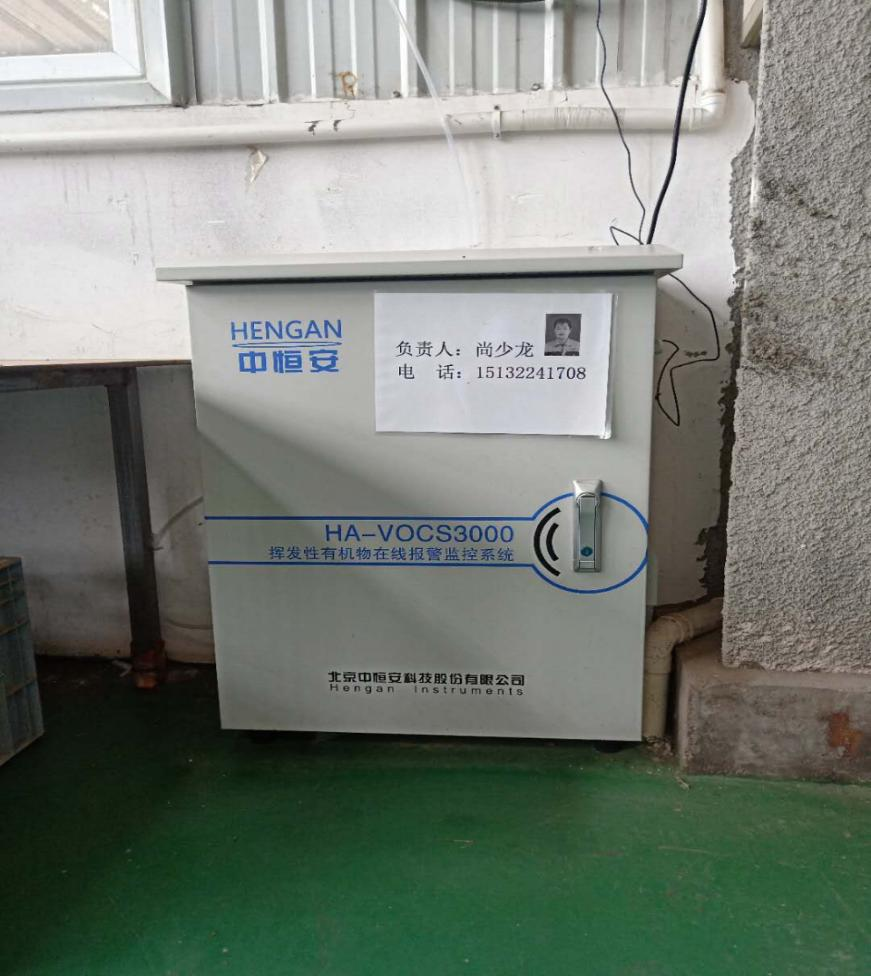 HENGAN
中恒安
负责人：尚少龙
电　话：15132241708
HA-VOCS3000
挥发性有机物在线报警监控系统
北京中恒安科技股份有限公司
Hengan Instruments